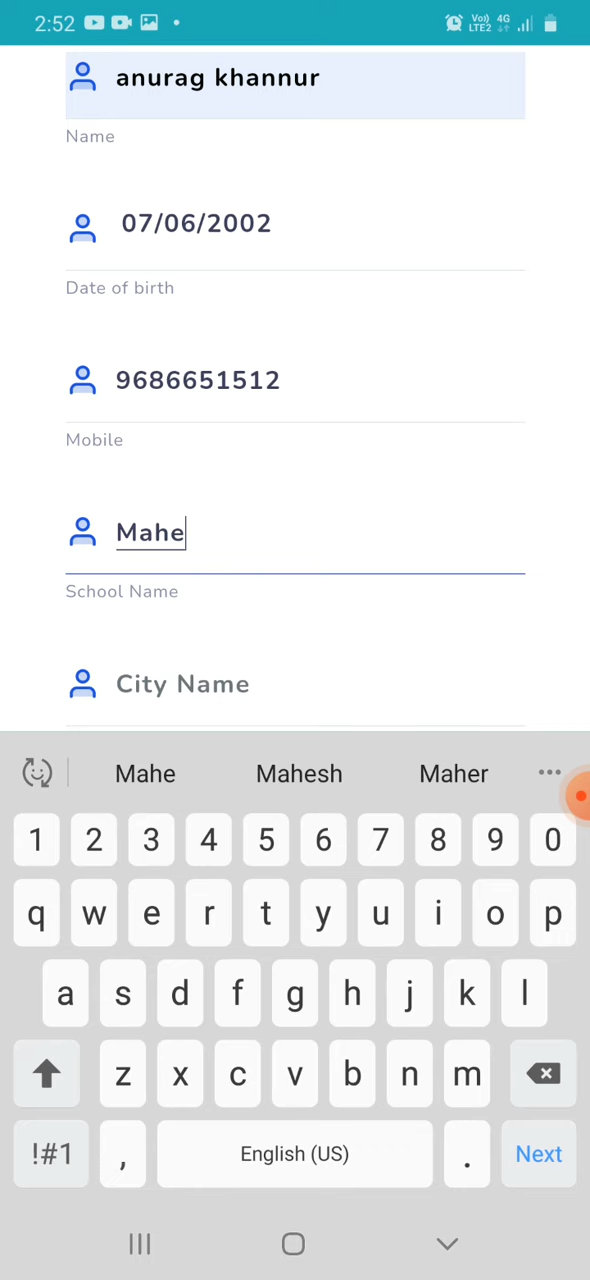 2:52
Vo)) 4G
LTE2
anurag khannur
Name
07/06/2002
Date of birth
9686651512
Mobile
Mahe
School Name
City Name
Mahe Mahesh Maher
1 2 3 4 5 6 7 8 9 0
q w e r t y u i o p
a s d f g h j k l
z x c v b n m
!#1 , English (US) . Next